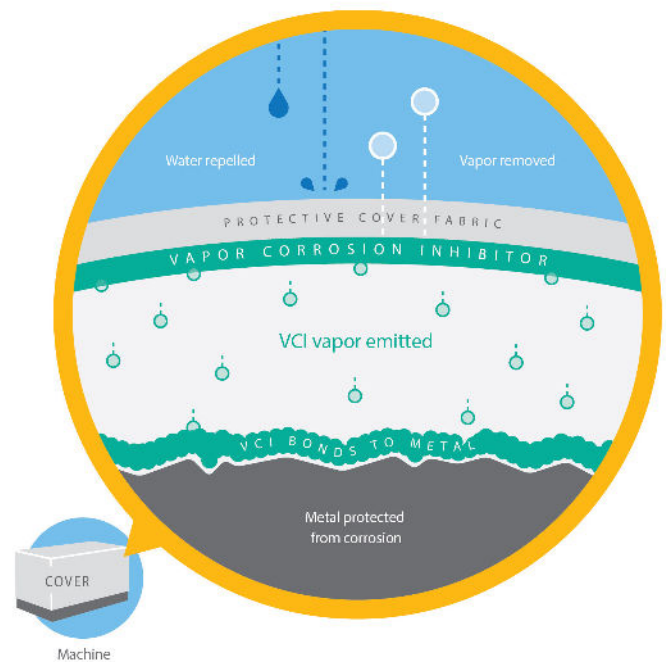 Water repelled
Vapor removed
PROTECTIVE COVER FABRIC
VAPOR CORROSION INHIBITOR
VCI vapor emitted
VCI BONDS TO METAL
Metal protected
from corrosion
COVER
Machine